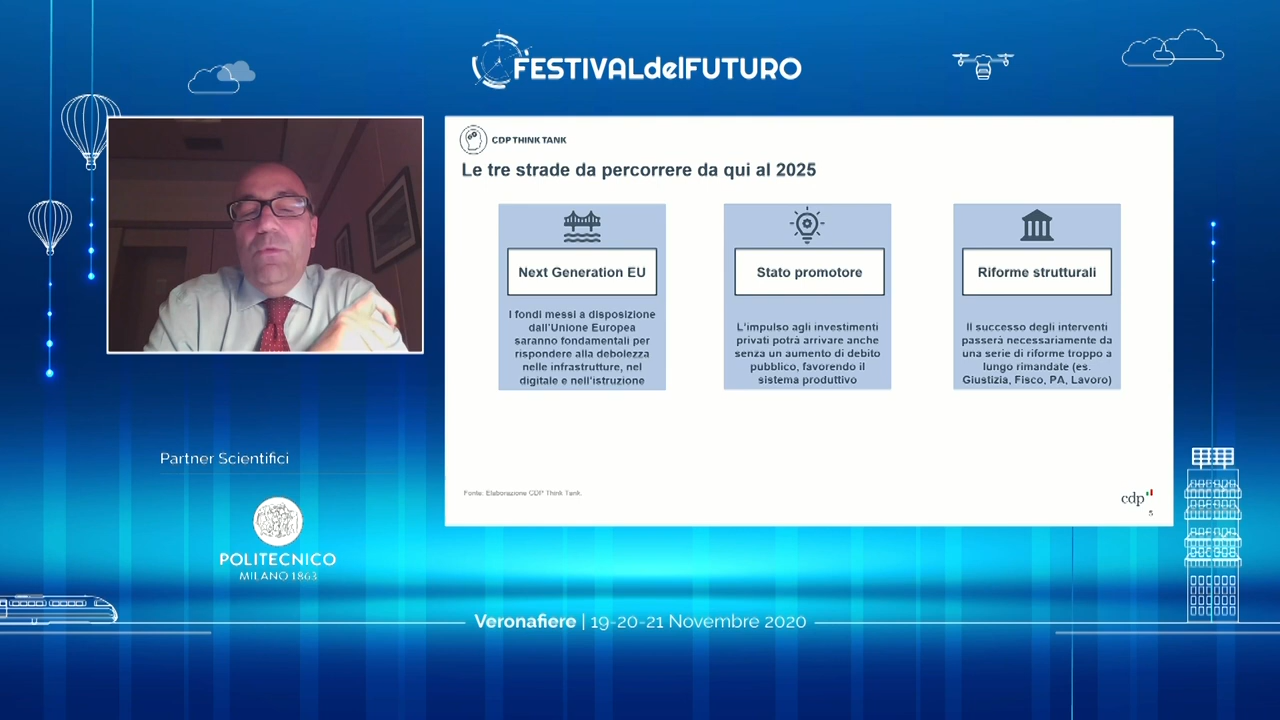 FESTIVALdelFUTURO
CDP THINK TANK
Le tre strade da percorrere da qui al 2025
Next Generation EU
I fondi messi a disposizione
dall'Unione Europea
saranno fondamentali per
rispondere alla debolezza
nelle infrastrutture, nel
digitale e nell'istruzione
Stato promotore
L'impulso agli investimenti
privati potrà arrivare anche
senza un aumento di debito
pubblico, favorendo il
sistema produttivo
Riforme strutturali
Il successo degli interventi
passerà necessariamente da
una serie di riforme troppo a
lungo rimandate (es.
Giustizia, Fisco, PA, Lavoro)
Fonte: Elaborazione CDP Think Tank.
cdp
5
Partner Scientifici
POLITECNICO
MILANO 1863
Veronafiere | 19-20-21 Novembre 2020